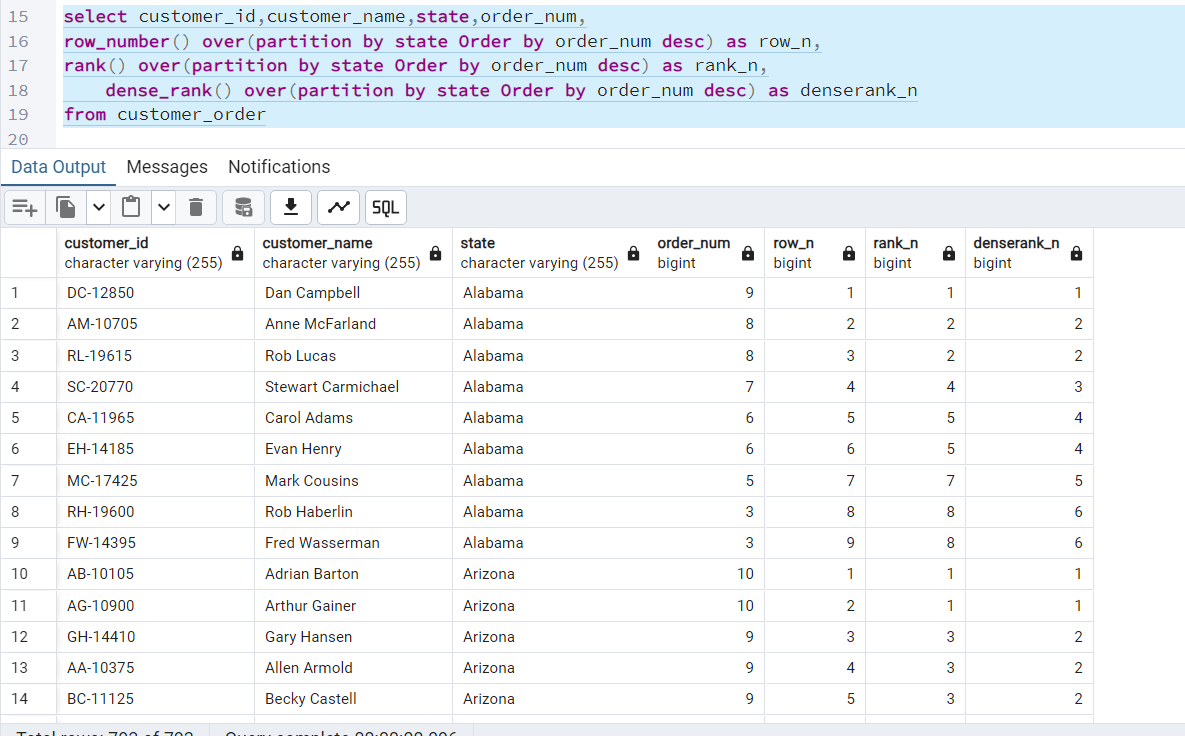 15 select customer_id,customer_name,state,order_num,
16 row_number() over(partition by state Order by order_num desc) as row_n,
17 rank() over(partition by state Order by order_num desc) as rank_n,
18 dense_rank() over(partition by state Order by order_num desc) as denserank_n
19 from customer_order
20
Data Output Messages Notifications
SQL
customer_id customer_name state order_num row_n rank_n denserank_n
character varying (255) character varying (255) character varying (255) bigint bigint bigint bigint
1 DC-12850 Dan Campbell Alabama 9 1 1 1
2 AM-10705 Anne McFarland Alabama 8 2 2 2
3 RL-19615 Rob Lucas Alabama 8 3 2 2
4 SC-20770 Stewart Carmichael Alabama 7 4 4 3
5 CA-11965 Carol Adams Alabama 6 5 5 4
6 EH-14185 Evan Henry Alabama 6 6 5 4
7 MC-17425 Mark Cousins Alabama 5 7 7 5
8 RH-19600 Rob Haberlin Alabama 3 8 8 6
9 FW-14395 Fred Wasserman Alabama 3 9 8 6
10 AB-10105 Adrian Barton Arizona 10 1 1 1
11 AG-10900 Arthur Gainer Arizona 10 2 1 1
12 GH-14410 Gary Hansen Arizona 9 3 3 2
13 AA-10375 Allen Armold Arizona 9 4 3 2
14 BC-11125 Becky Castell Arizona 9 5 3 2
Total rows: of Query complete